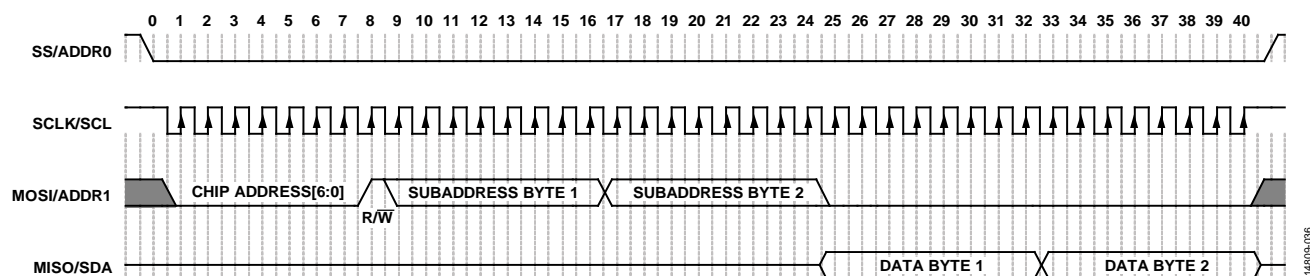 0 1 2 3 4 5 6 7 8 9 10 11 12 13 14 15 16 17 18 19 20 21 22 23 24 25 26 27 28 29 30 31 32 33 34 35 36 37 38 39 40
SS/ADDR0
SCLK/SCL
MOSI/ADDR1 CHIP ADDRESS[6:0] SUBADDRESS BYTE 1 SUBADDRESS BYTE 2
R/W̅
MISO/SDA DATA BYTE 1 DATA BYTE 2
14809-036